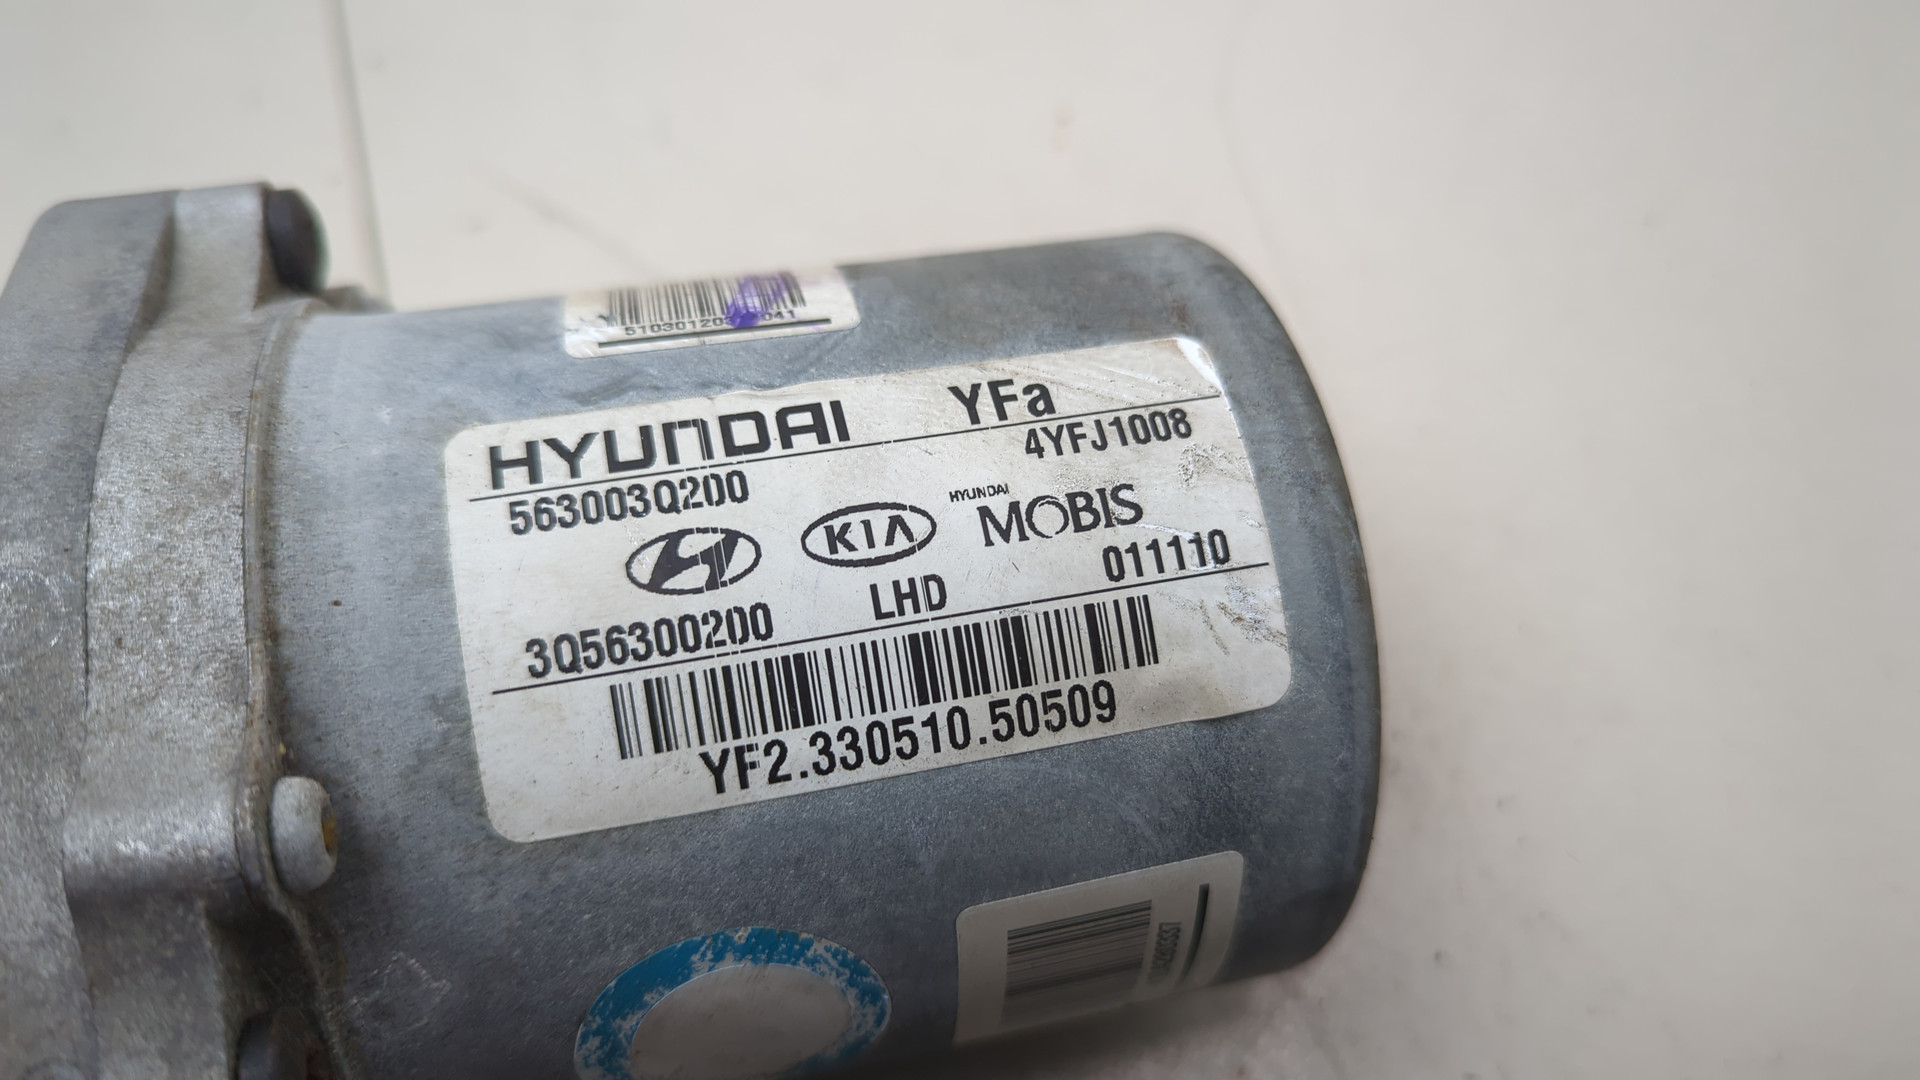 HYUNDAI YFa
563003Q200 4YFJ1008
KIA HYUNDAI MOBIS
3Q56300200 LHD 011110
YF2.330510.50509